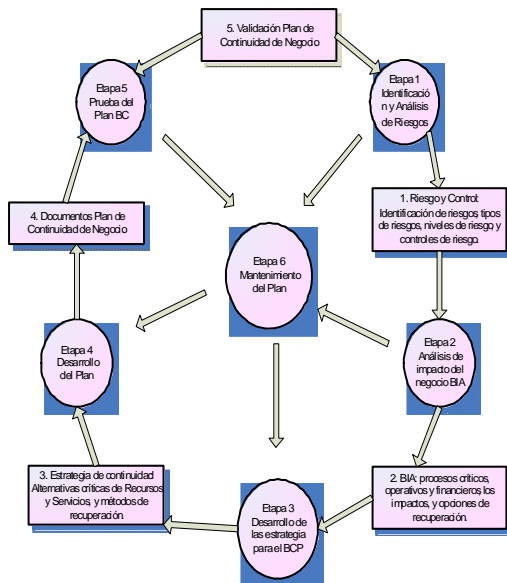 5. Validación Plan de
Continuidad de Negocio
Etapa 5
Prueba del
Plan BC
Etapa 1
Identificació
n y Análisis
de Riesgos
4. Documentos Plan de
Continuidad de Negocio
1. Riesgo y Control:
Identificación de riesgos, tipos
de riesgos, niveles de riesgo, y
controles de riesgo.
Etapa 6
Mantenimiento
del Plan
Etapa 4
Desarrollo
del Plan
Etapa 2
Análisis de
impacto del
negocio BIA
3. Estrategia de continuidad
Alternativas críticas de Recursos
y Servicios, y métodos de
recuperación.
2. BIA: procesos críticos,
operativos y financieros, los
impactos, y opciones de
recuperación.
Etapa 3
Desarrollo de
las estrategia
para el BCP